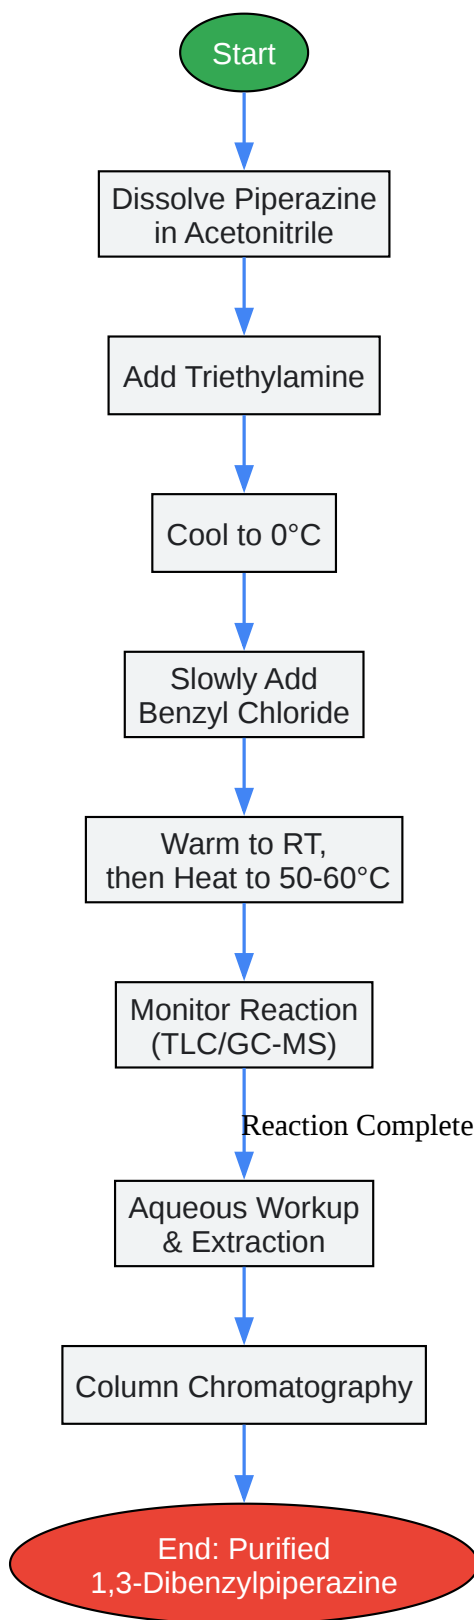 Start
Dissolve Piperazine
in Acetonitrile
Add Triethylamine
Cool to 0°C
Slowly Add
Benzyl Chloride
Warm to RT,
then Heat to 50-60°C
Monitor Reaction
(TLC/GC-MS)
Reaction Complete
Aqueous Workup
& Extraction
Column Chromatography
End: Purified
1,3-Dibenzylpiperazine